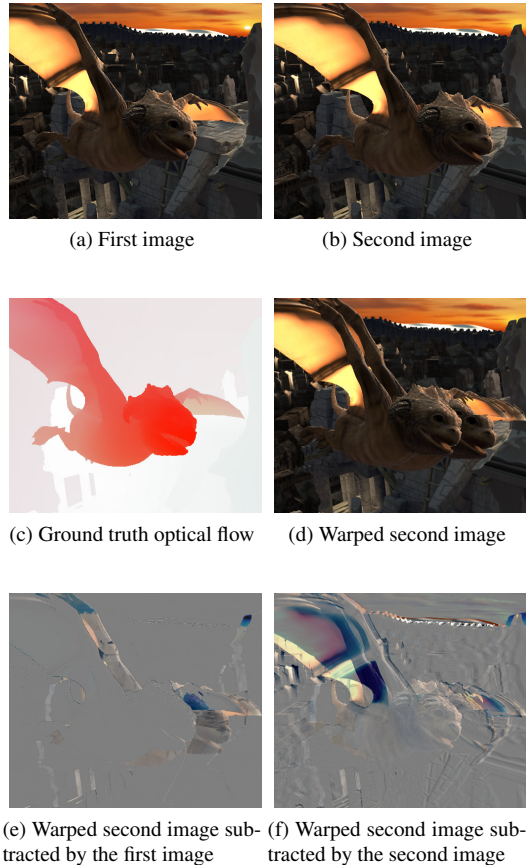 (a) First image
(b) Second image
(c) Ground truth optical flow
(d) Warped second image
(e) Warped second image sub-
tracted by the first image
(f) Warped second image sub-
tracted by the second image